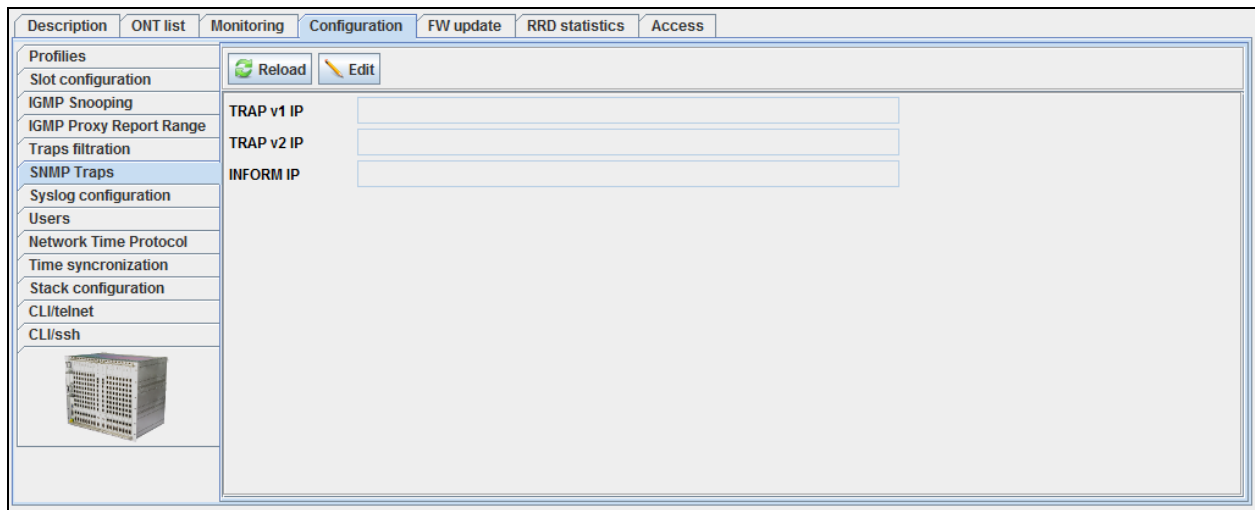 Description ONT list Monitoring Configuration FW update RRD statistics Access
Profilies
Slot configuration
IGMP Snooping
IGMP Proxy Report Range
Traps filtration
SNMP Traps
Syslog configuration
Users
Network Time Protocol
Time syncronization
Stack configuration
CLI/telnet
CLI/ssh
Reload Edit
TRAP v1 IP
TRAP v2 IP
INFORM IP